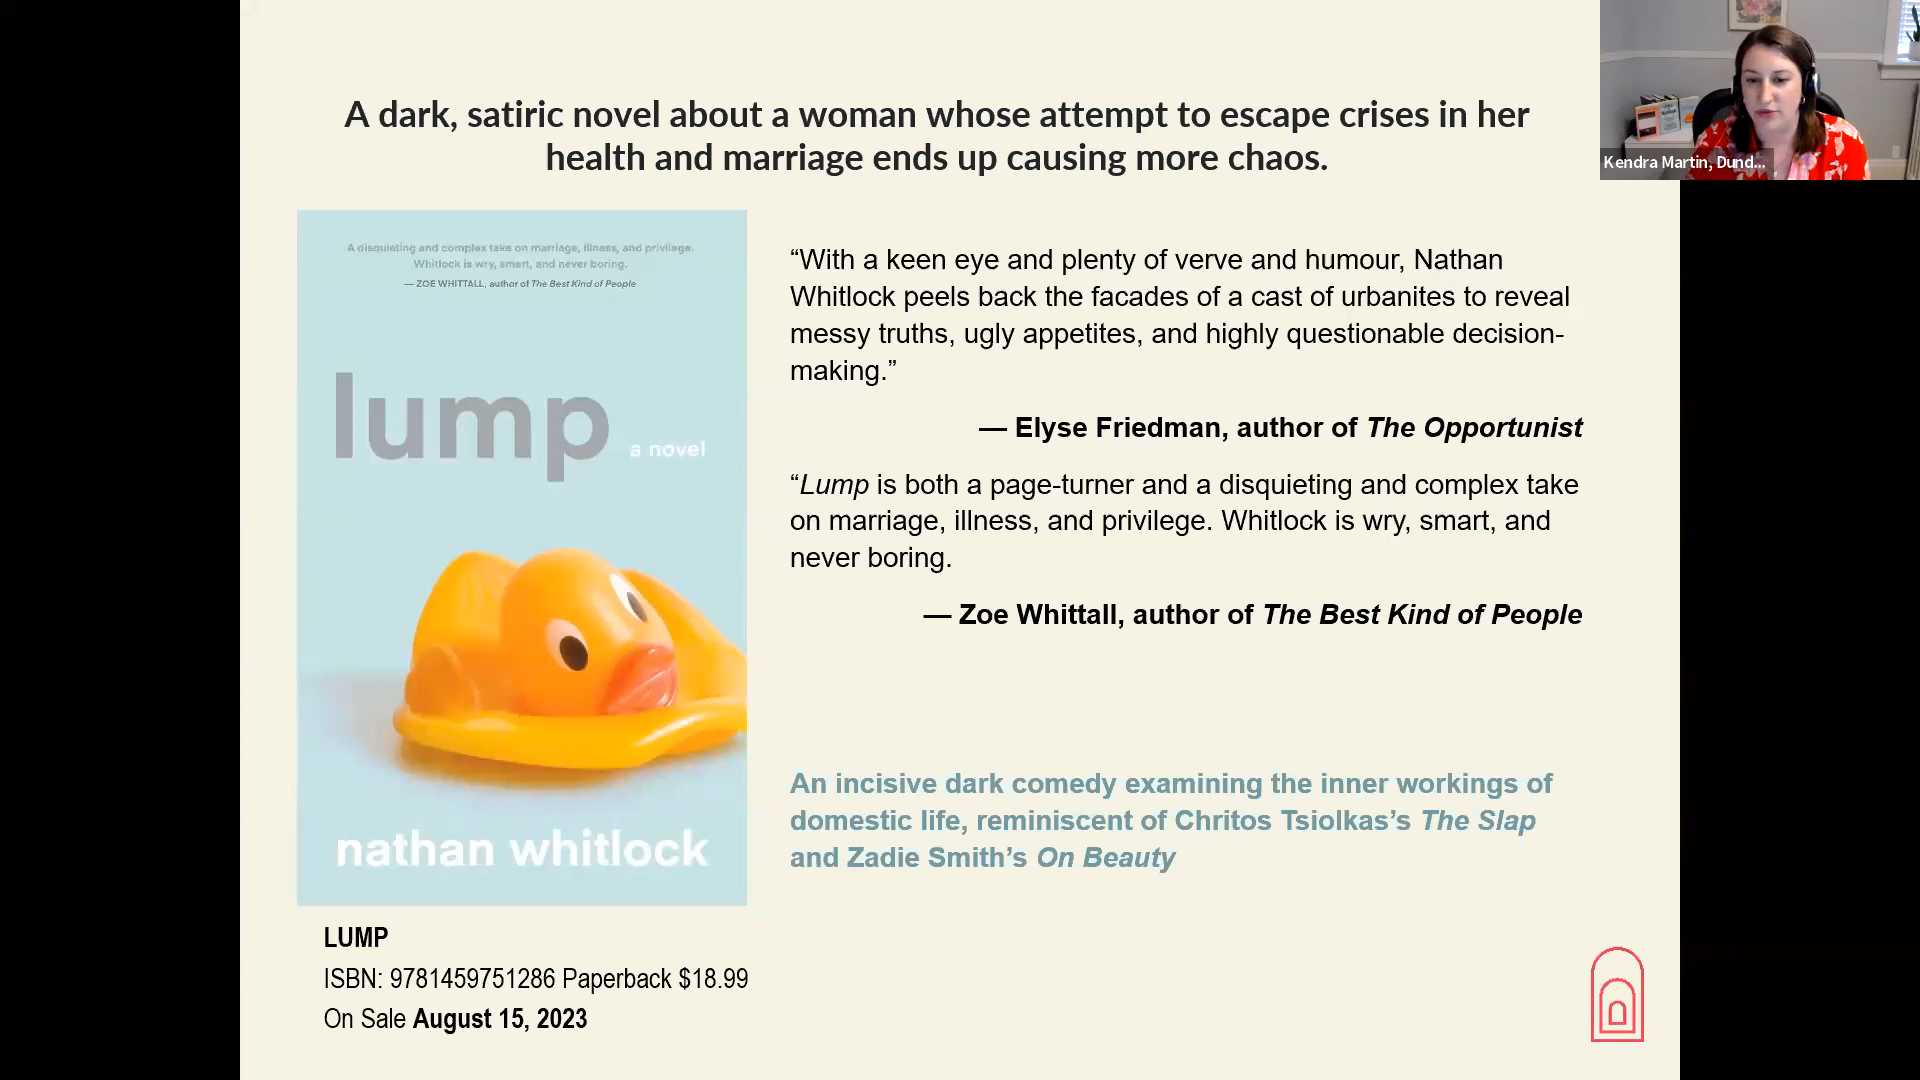 A dark, satiric novel about a woman whose attempt to escape crises in her
health and marriage ends up causing more chaos.
Kendra Martin, Dund...
A disquieting and complex take on marriage, illness, and privilege.
Whitlock is wry, smart, and never boring.
— ZOE WHITTALL, author of The Best Kind of People
lump
a novel
nathan whitlock
“With a keen eye and plenty of verve and humour, Nathan
Whitlock peels back the facades of a cast of urbanites to reveal
messy truths, ugly appetites, and highly questionable decision-
making.”
— Elyse Friedman, author of The Opportunist
“Lump is both a page-turner and a disquieting and complex take
on marriage, illness, and privilege. Whitlock is wry, smart, and
never boring.
— Zoe Whittall, author of The Best Kind of People
An incisive dark comedy examining the inner workings of
domestic life, reminiscent of Chritos Tsiolkas’s The Slap
and Zadie Smith’s On Beauty
LUMP
ISBN: 9781459751286 Paperback $18.99
On Sale August 15, 2023